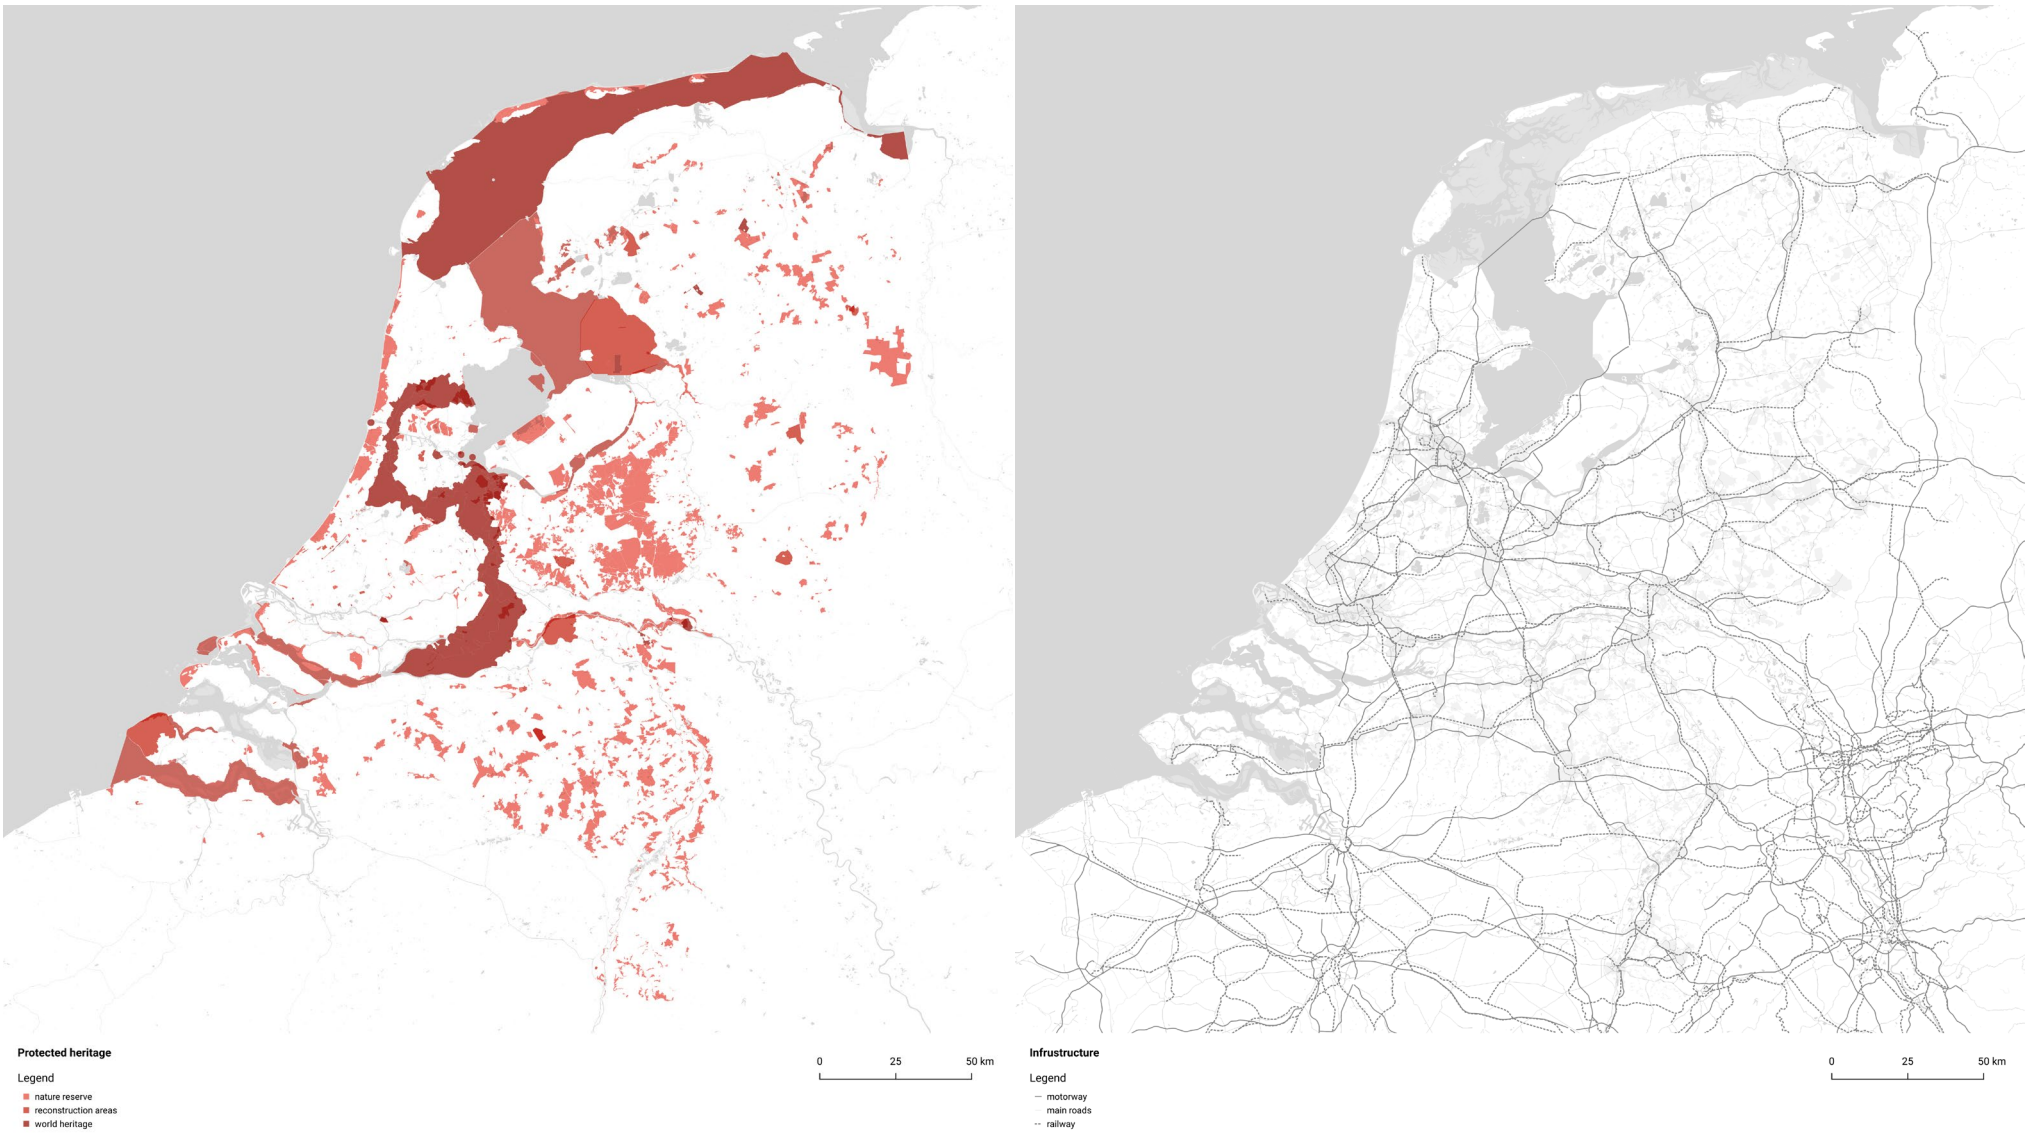 Protected heritage
Legend
nature reserve
reconstruction areas
world heritage
0 25 50 km
Infrustructure
Legend
motorway
main roads
railway
0 25 50 km